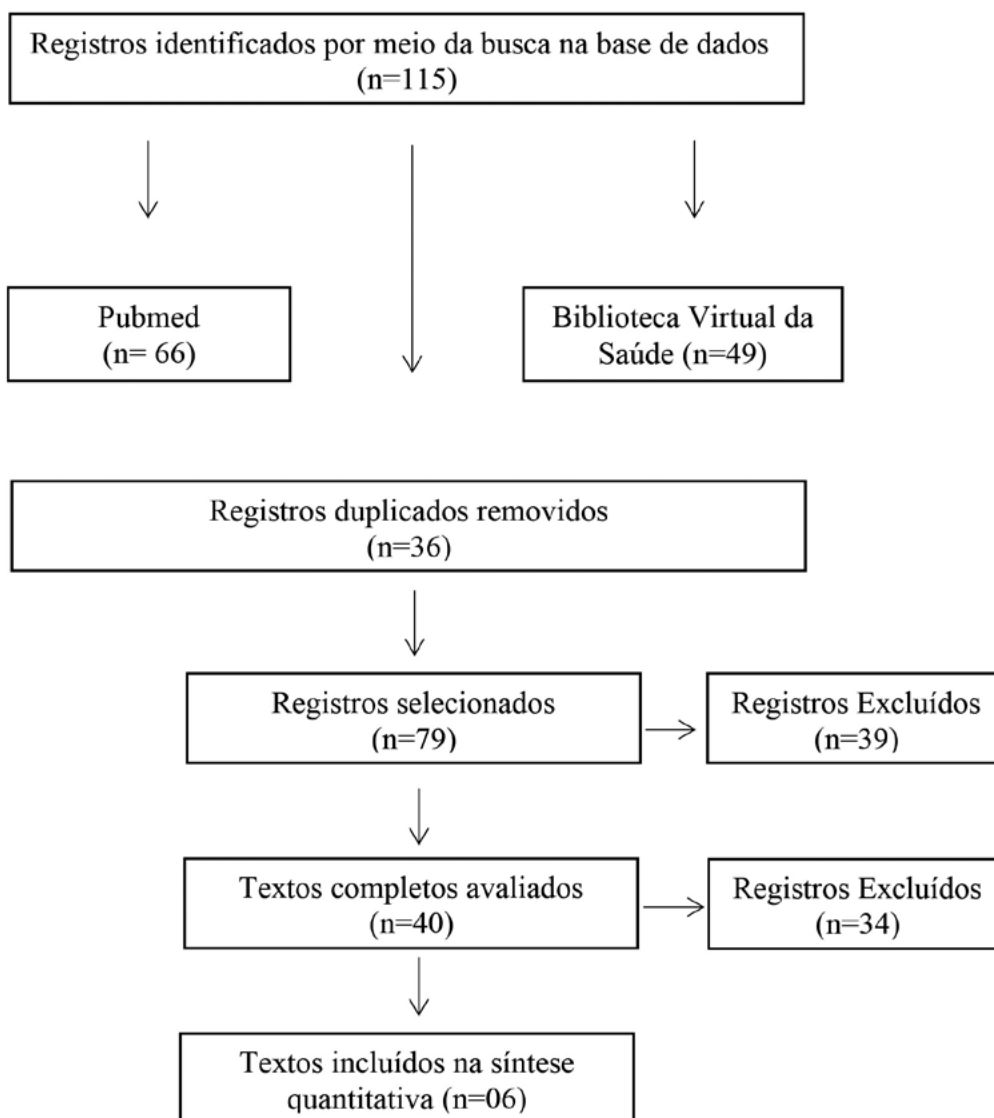 Registros identificados por meio da busca na base de dados
(n=115)
Pubmed
(n= 66)
Biblioteca Virtual da
Saúde (n=49)
Registros duplicados removidos
(n=36)
Registros selecionados
(n=79)
Registros Excluídos
(n=39)
Textos completos avaliados
(n=40)
Registros Excluídos
(n=34)
Textos incluídos na síntese
quantitativa (n=06)